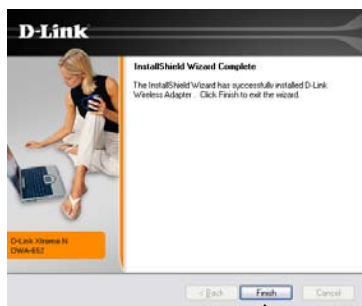 D-Link
InstallShield Wizard Complete
The InstallShield Wizard has successfully installed D-Link
Wireless Adapter . Click Finish to exit the wizard.
D-Link Xtreme N
DWA-652
< Back
Finish
Cancel